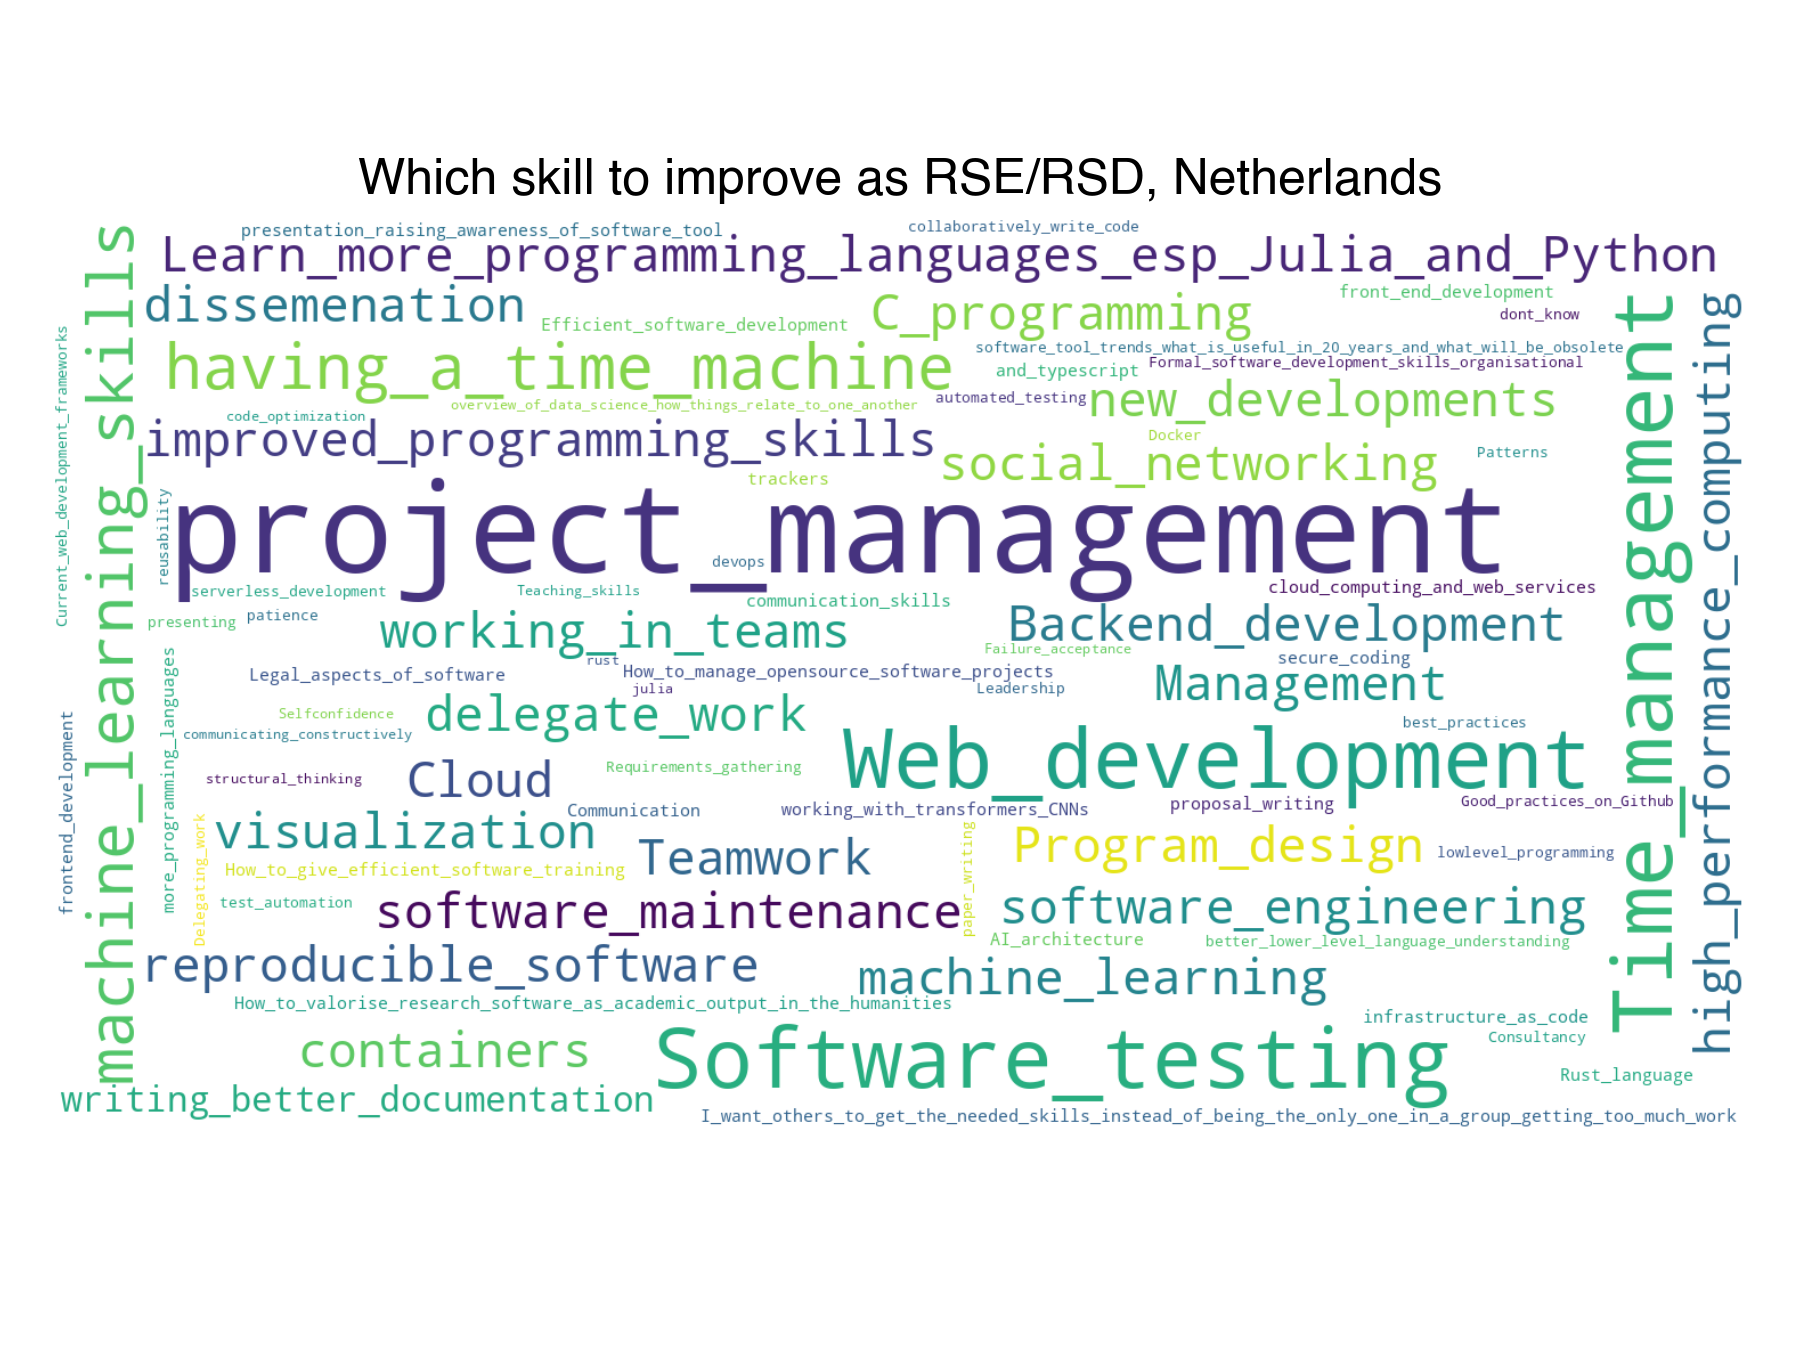 Which skill to improve as RSE/RSD, Netherlands
presentation_raising_awareness_of_software_tool
collaboratively_write_code
Learn_more_programming_languages_esp_Julia_and_Python
dissemenation
C_programming
front_end_development
dont_know
Efficient_software_development
having_a_time_machine
software_tool_trends_what_is_useful_in_20_years_and_what_will_be_obsolete
and_typescript
Formal_software_development_skills_organisational
overview_of_data_science_how_things_relate_to_one_another
automated_testing
new_developments
code_optimization
improved_programming_skills
Docker
social_networking
Patterns
trackers
project_management
devops
reusability
Current_web_development_frameworks
machine_learning_skills
Time_management
high_performance_computing
serverless_development
Teaching_skills
communication_skills
cloud_computing_and_web_services
presenting
patience
working_in_teams
Backend_development
Failure_acceptance
secure_coding
Legal_aspects_of_software
rust
How_to_manage_opensource_software_projects
julia
Leadership
Management
Selfconfidence
delegate_work
communicating_constructively
best_practices
Web_development
more_programming_languages
frontend_development
structural_thinking
Cloud
Requirements_gathering
Communication
working_with_transformers_CNNs
proposal_writing
Good_practices_on_Github
Delegating_work
visualization
Teamwork
paper_writing
Program_design
lowlevel_programming
How_to_give_efficient_software_training
test_automation
software_maintenance
software_engineering
AI_architecture
better_lower_level_language_understanding
reproducible_software
machine_learning
How_to_valorise_research_software_as_academic_output_in_the_humanities
infrastructure_as_code
Consultancy
containers
Software_testing
Rust_language
writing_better_documentation
I_want_others_to_get_the_needed_skills_instead_of_being_the_only_one_in_a_group_getting_too_much_work